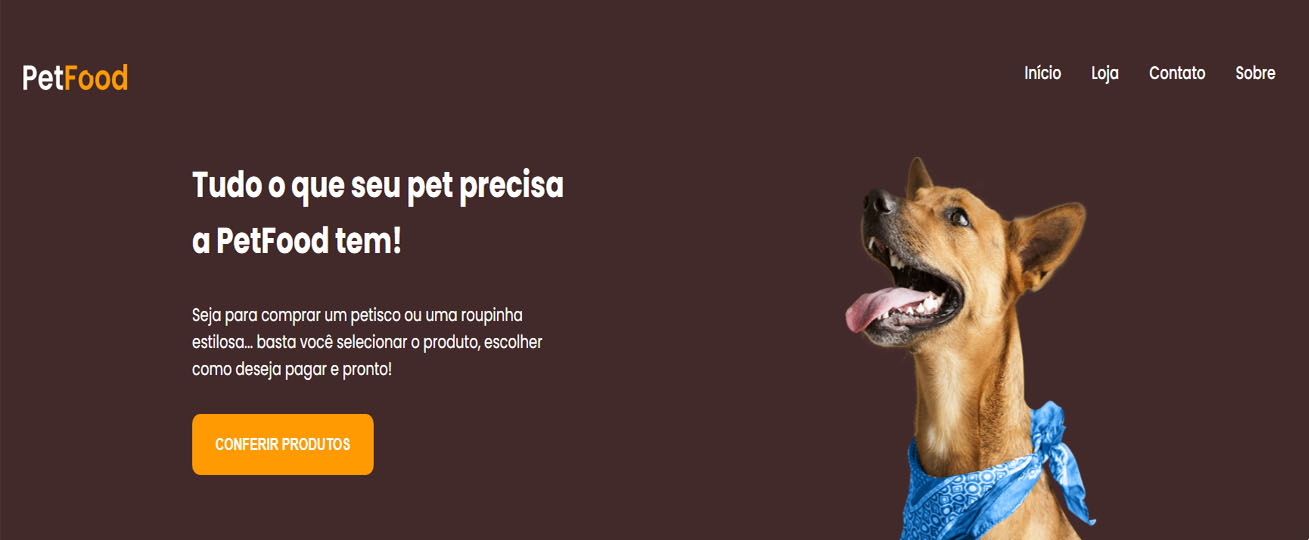 PetFood
Início Loja Contato Sobre
Tudo o que seu pet precisa
a PetFood tem!
Seja para comprar um petisco ou uma roupinha
estilosa... basta você selecionar o produto, escolher
como deseja pagar e pronto!
CONFERIR PRODUTOS